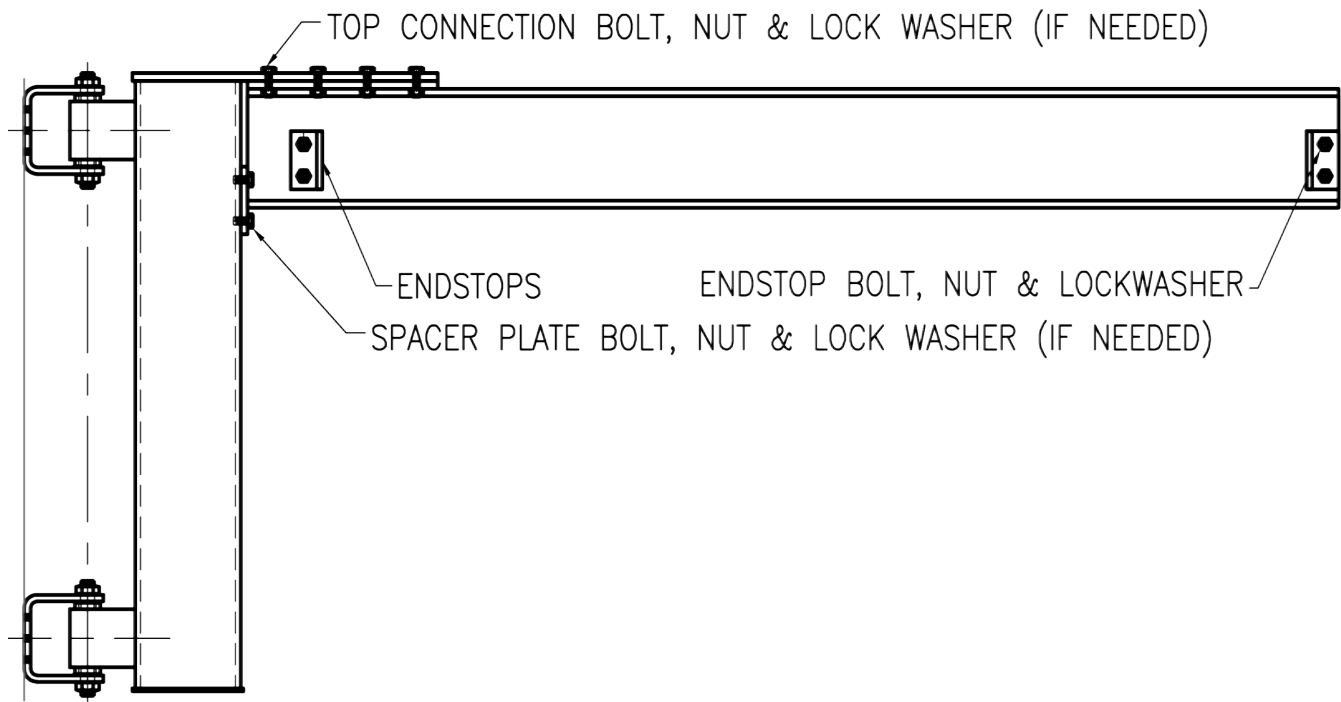 TOP CONNECTION BOLT, NUT & LOCK WASHER (IF NEEDED)
ENDSTOPS
ENDSTOP BOLT, NUT & LOCKWASHER
SPACER PLATE BOLT, NUT & LOCK WASHER (IF NEEDED)